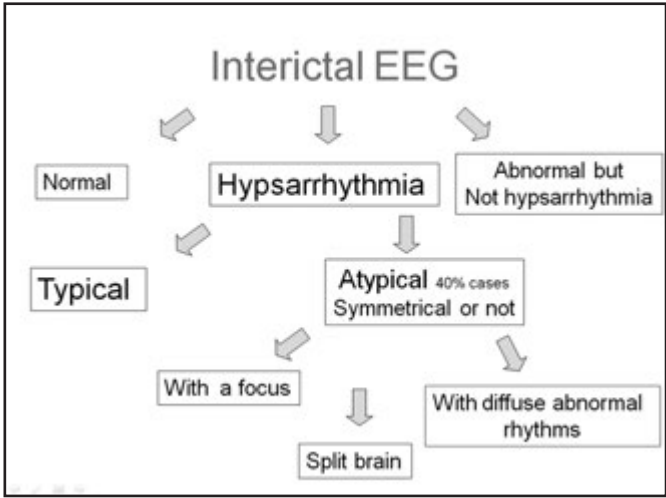 Interictal EEG
Normal
Hypsarrhythmia
Abnormal but
Not hypsarrhythmia
Typical
Atypical 40% cases
Symmetrical or not
With a focus
Split brain
With diffuse abnormal
rhythms